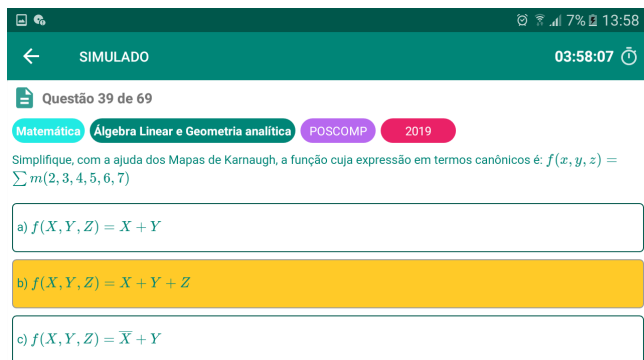 7% 13:58
SIMULADO 03:58:07
Questão 39 de 69
Matemática Álgebra Linear e Geometria analítica POSCOMP 2019
Simplifique, com a ajuda dos Mapas de Karnaugh, a função cuja expressão em termos canônicos é: f(x, y, z) =
∑ m(2, 3, 4, 5, 6, 7)
a) f(X, Y, Z) = X + Y
b) f(X, Y, Z) = X + Y + Z
c) f(X, Y, Z) = X̅ + Y